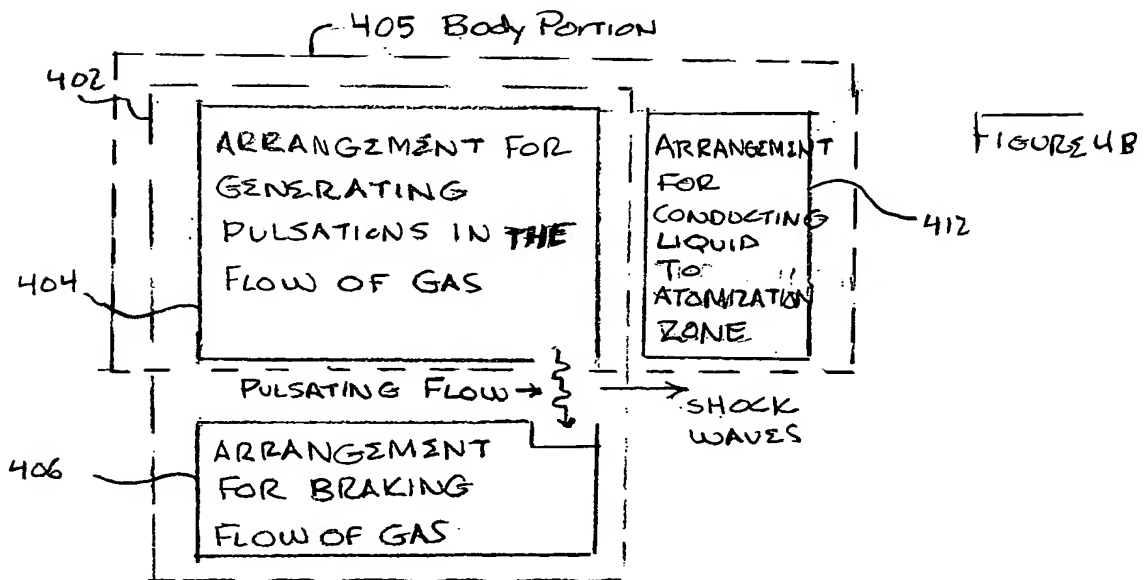 405 Body Portion
402
FIGURE 4B
ARRANGEMENT FOR
GENERATING
PULSATIONS IN THE
FLOW OF GAS
404
ARRANGEMENT
FOR
CONDUCTING
LIQUID
TO
ATOMIZATION
ZONE
412
PULSATING FLOW
SHOCK
WAVES
ARRANGEMENT
FOR BRAKING
FLOW OF GAS
406